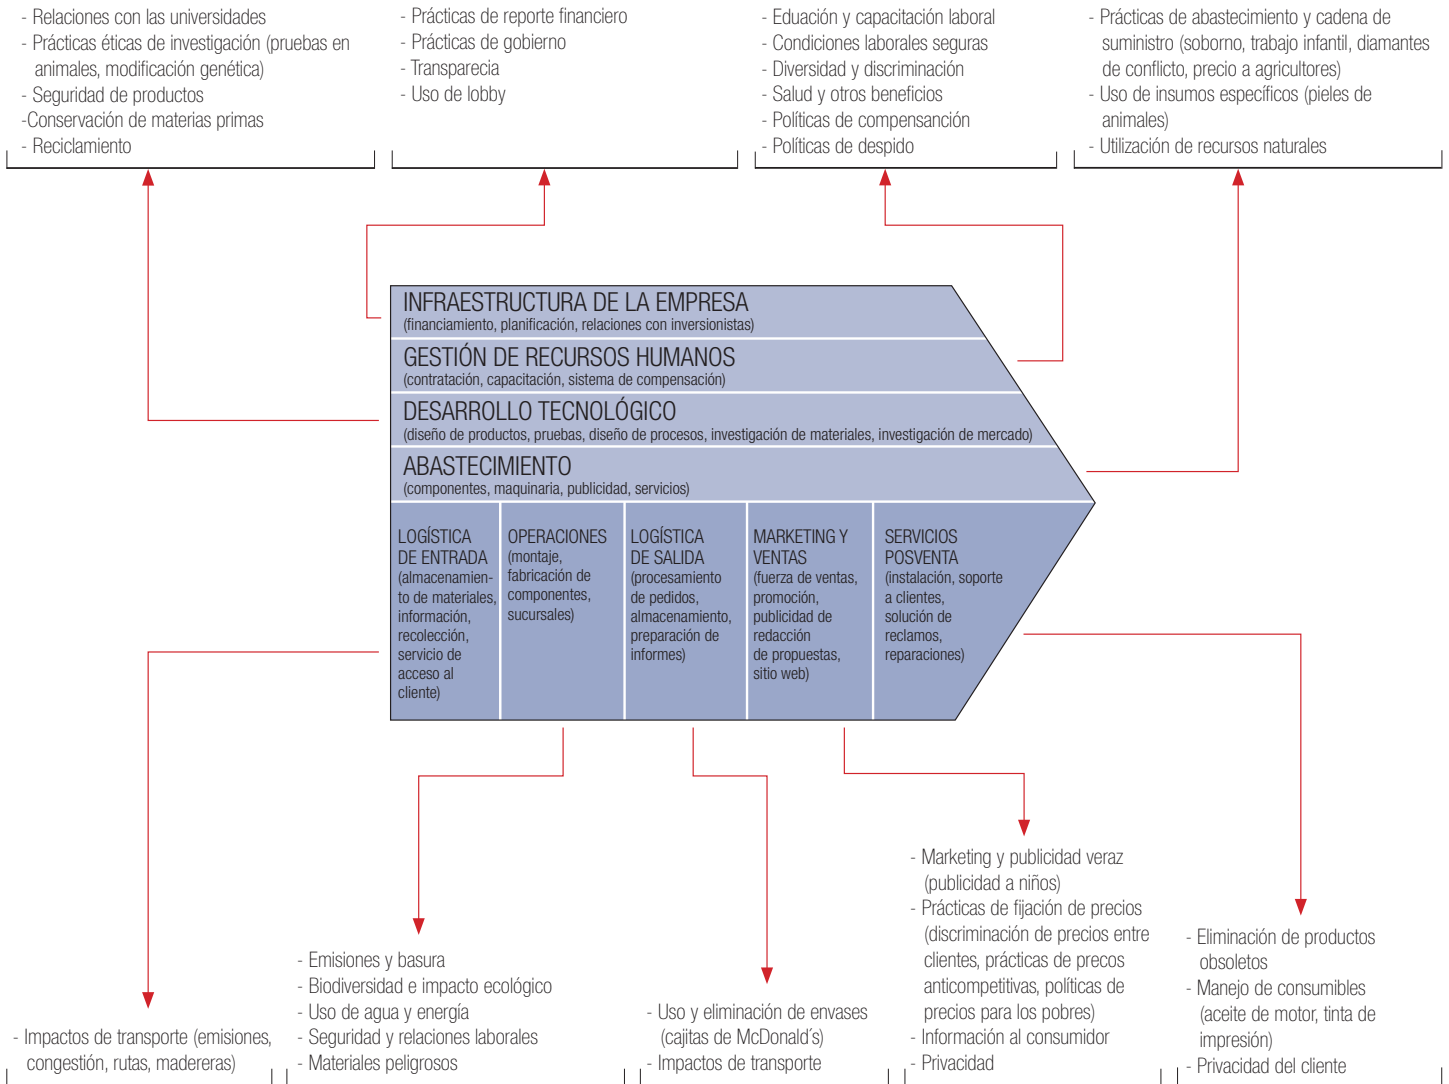 - Relaciones con las universidades
- Prácticas éticas de investigación (pruebas en
animales, modificación genética)
- Seguridad de productos
-Conservación de materias primas
- Reciclamiento
- Prácticas de reporte financiero
- Prácticas de gobierno
- Transparecia
- Uso de lobby
- Eduación y capacitación laboral
- Condiciones laborales seguras
- Diversidad y discriminación
- Salud y otros beneficios
- Políticas de compensanción
- Políticas de despido
- Prácticas de abastecimiento y cadena de
suministro (soborno, trabajo infantil, diamantes
de conflicto, precio a agricultores)
- Uso de insumos específicos (pieles de
animales)
- Utilización de recursos naturales
INFRAESTRUCTURA DE LA EMPRESA
(financiamiento, planificación, relaciones con inversionistas)
GESTIÓN DE RECURSOS HUMANOS
(contratación, capacitación, sistema de compensación)
DESARROLLO TECNOLÓGICO
(diseño de productos, pruebas, diseño de procesos, investigación de materiales, investigación de mercado)
ABASTECIMIENTO
(componentes, maquinaria, publicidad, servicios)
LOGÍSTICA
DE ENTRADA
(almacenamien-
to de materiales,
información,
recolección,
servicio de
acceso al
cliente)
OPERACIONES
(montaje,
fabricación de
componentes,
sucursales)
LOGÍSTICA
DE SALIDA
(procesamiento
de pedidos,
almacenamiento,
preparación de
informes)
MARKETING Y
VENTAS
(fuerza de ventas,
promoción,
publicidad de
redacción
de propuestas,
sitio web)
SERVICIOS
POSVENTA
(instalación, soporte
a clientes,
solución de
reclamos,
reparaciones)
- Impactos de transporte (emisiones,
congestión, rutas, madereras)
- Emisiones y basura
- Biodiversidad e impacto ecológico
- Uso de agua y energía
- Seguridad y relaciones laborales
- Materiales peligrosos
- Uso y eliminación de envases
(cajitas de McDonald´s)
- Impactos de transporte
- Marketing y publicidad veraz
(publicidad a niños)
- Prácticas de fijación de precios
(discriminación de precios entre
clientes, prácticas de precos
anticompetitivas, políticas de
precios para los pobres)
- Información al consumidor
- Privacidad
- Eliminación de productos
obsoletos
- Manejo de consumibles
(aceite de motor, tinta de
impresión)
- Privacidad del cliente